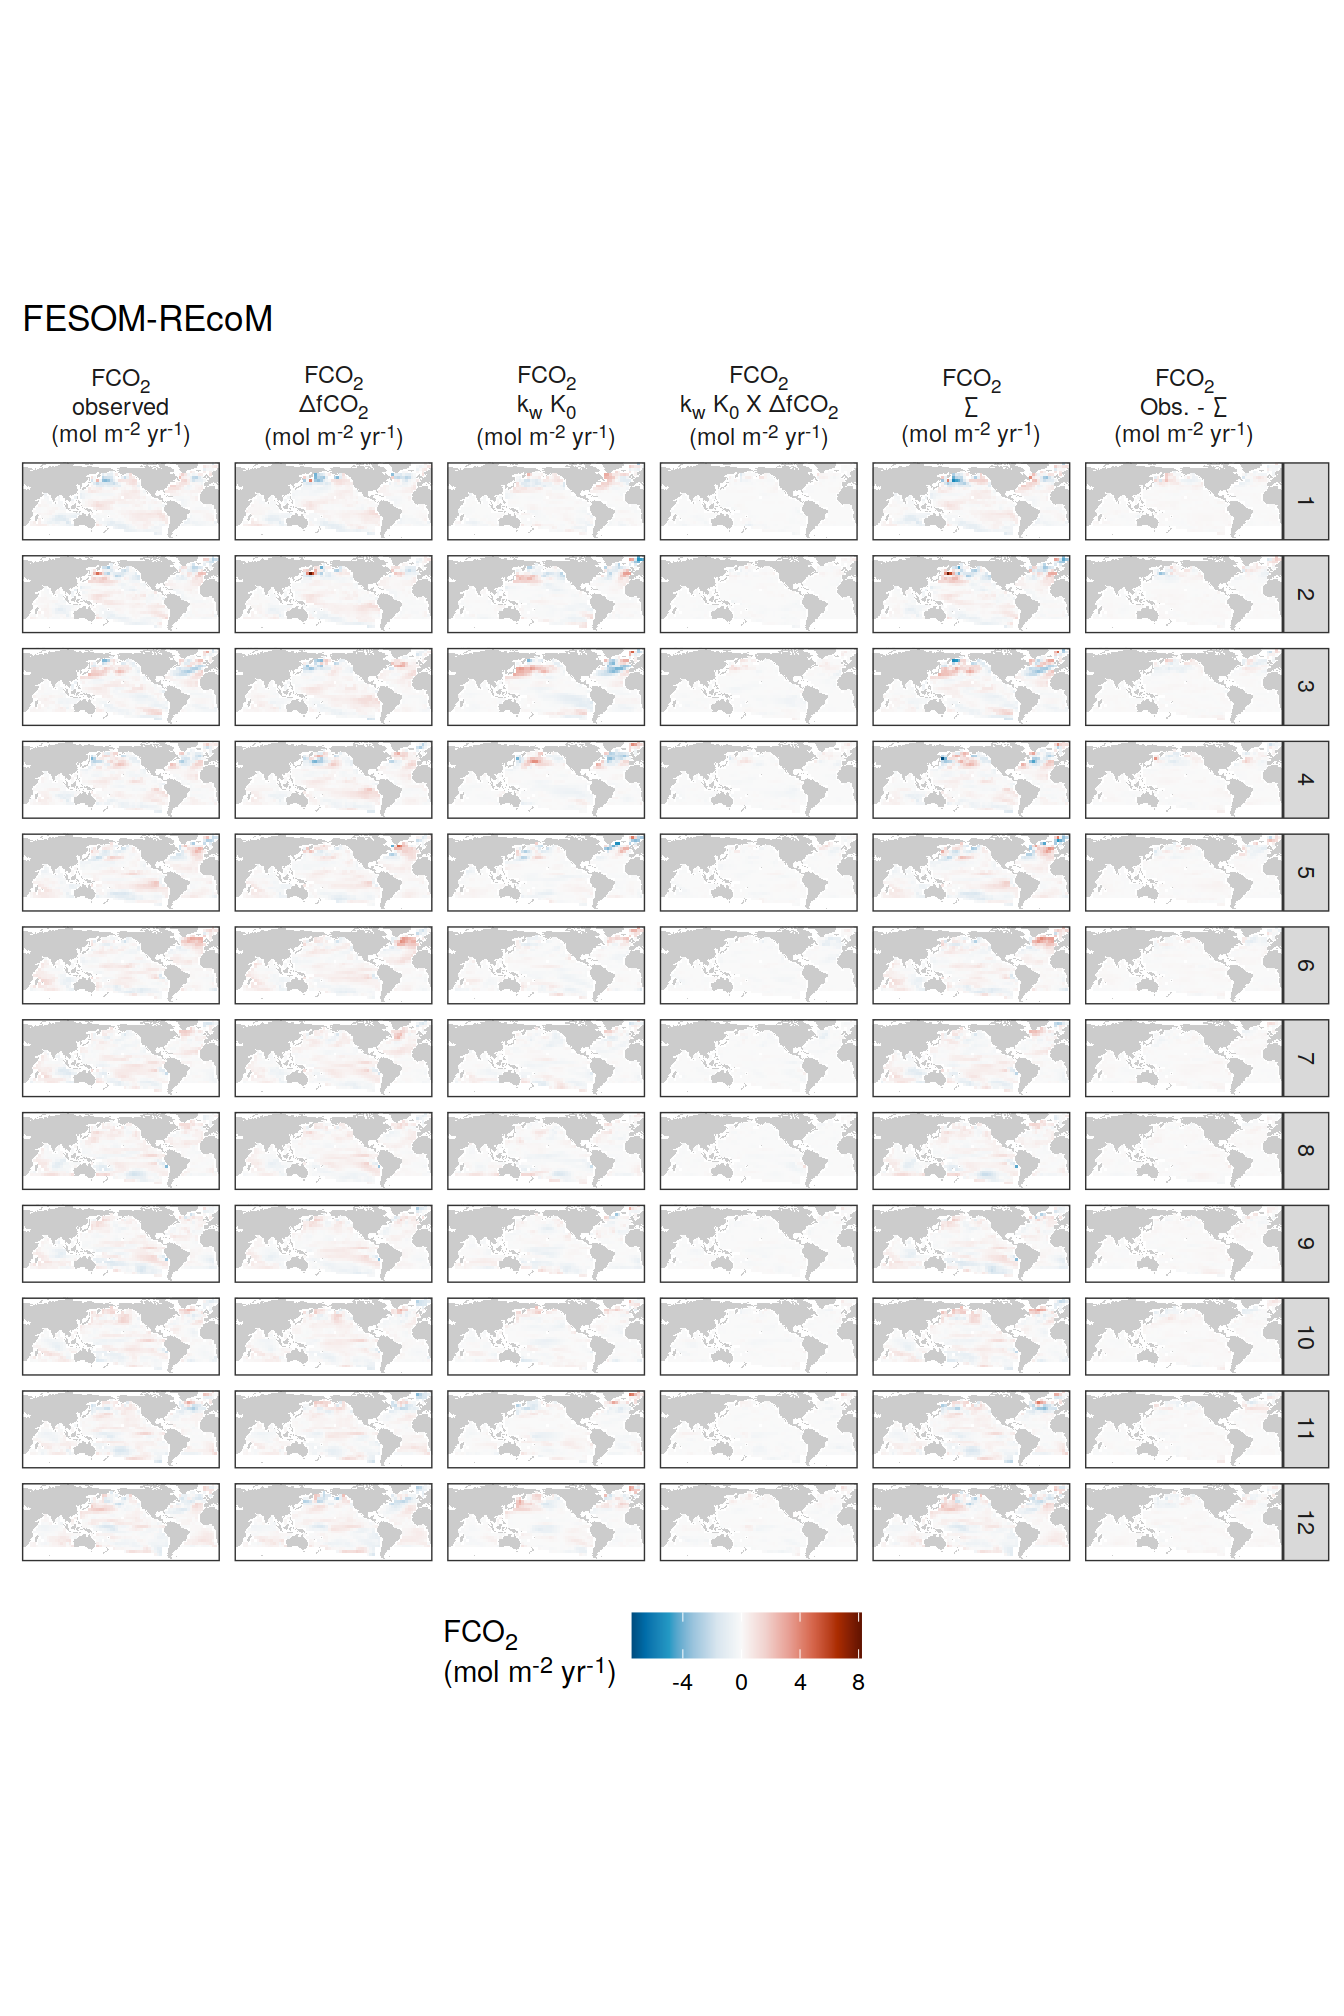 FESOM-REcoM
FCO₂
observed
(mol m⁻² yr⁻¹)
FCO₂
ΔfCO₂
(mol m⁻² yr⁻¹)
FCO₂
k_w K₀
(mol m⁻² yr⁻¹)
FCO₂
k_w K₀ X ΔfCO₂
(mol m⁻² yr⁻¹)
FCO₂
Σ
(mol m⁻² yr⁻¹)
FCO₂
Obs. - Σ
(mol m⁻² yr⁻¹)
1
2
3
4
5
6
7
8
9
10
11
12
FCO₂
(mol m⁻² yr⁻¹)
-4 0 4 8